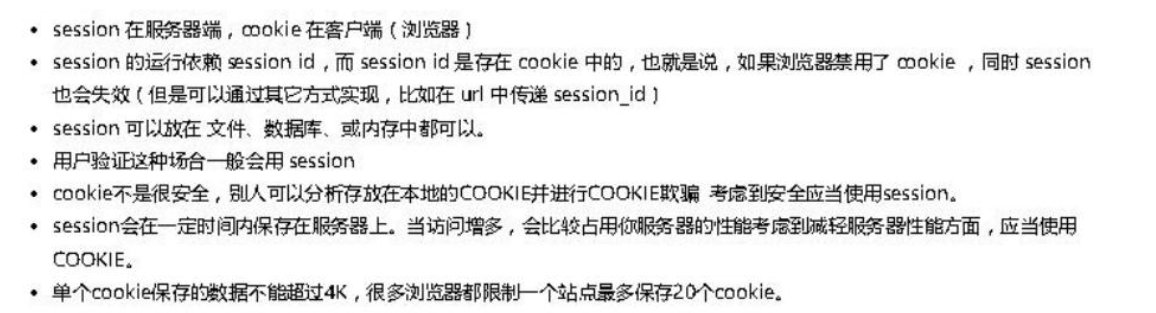 • session 在服务器端，cookie 在客户端（浏览器）
• session 的运行依赖 session id，而 session id 是存在 cookie 中的，也就是说，如果浏览器禁用了 cookie ，同时 session
也会失效（但是可以通过其它方式实现，比如在 url 中传递 session_id）
• session 可以放在 文件、数据库、或内存中都可以。
• 用户验证这种场合一般会用 session
• cookie不是很安全，别人可以分析存放在本地的COOKIE并进行COOKIE欺骗 考虑到安全应当使用session。
• session会在一定时间内保存在服务器上。当访问增多，会比较占用你服务器的性能考虑到减轻服务器性能方面，应当使用
COOKIE。
• 单个cookie保存的数据不能超过4K，很多浏览器都限制一个站点最多保存20个cookie。